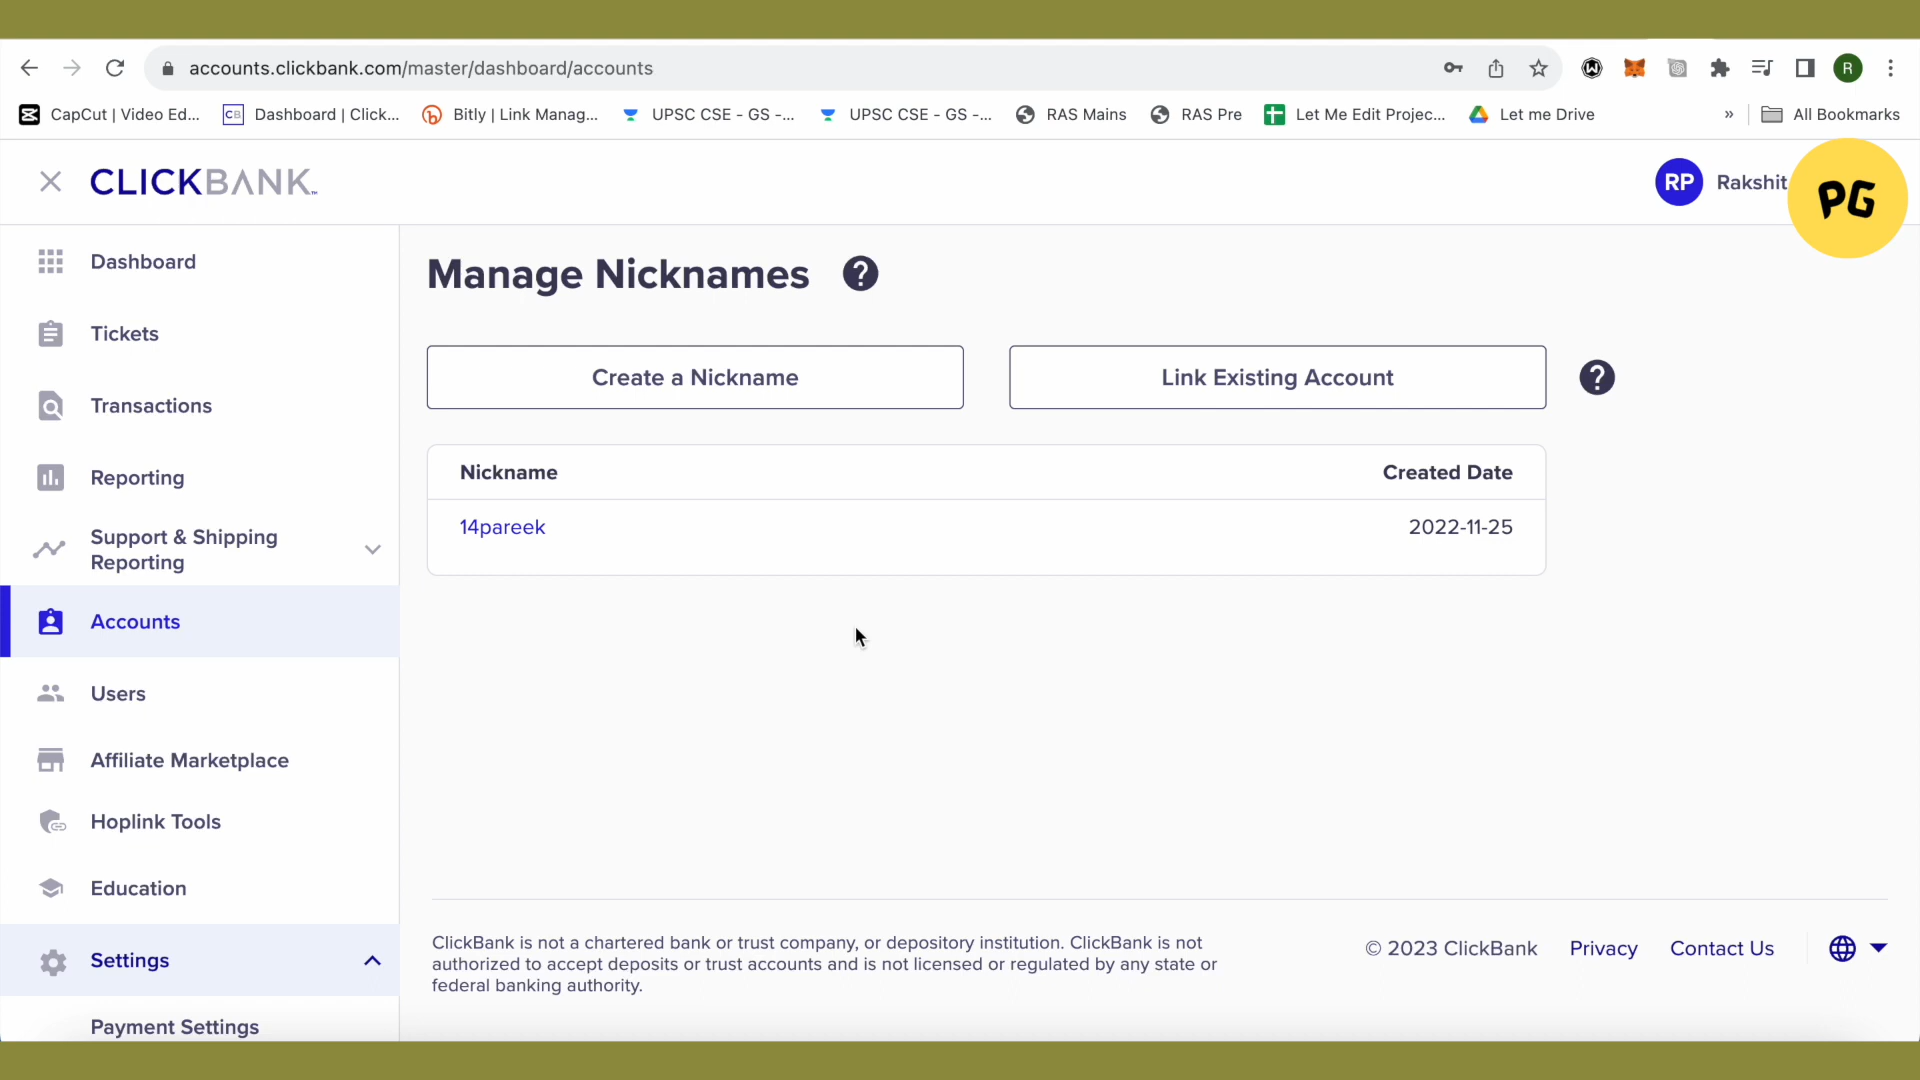 accounts.clickbank.com/master/dashboard/accounts
R
CapCut | Video Ed...
CB
Dashboard | Click...
Bitly | Link Manag...
UPSC CSE - GS -...
UPSC CSE - GS -...
RAS Mains
RAS Pre
Let Me Edit Projec...
Let me Drive
»
All Bookmarks
CLICKBANK™
RP
Rakshit
PG
Dashboard
Tickets
Transactions
Reporting
Support & Shipping
Reporting
Accounts
Users
Affiliate Marketplace
Hoplink Tools
Education
Settings
Payment Settings
Manage Nicknames
?
Create a Nickname
Link Existing Account
?
Nickname
Created Date
14pareek
2022-11-25
ClickBank is not a chartered bank or trust company, or depository institution. ClickBank is not
authorized to accept deposits or trust accounts and is not licensed or regulated by any state or
federal banking authority.
© 2023 ClickBank
Privacy
Contact Us